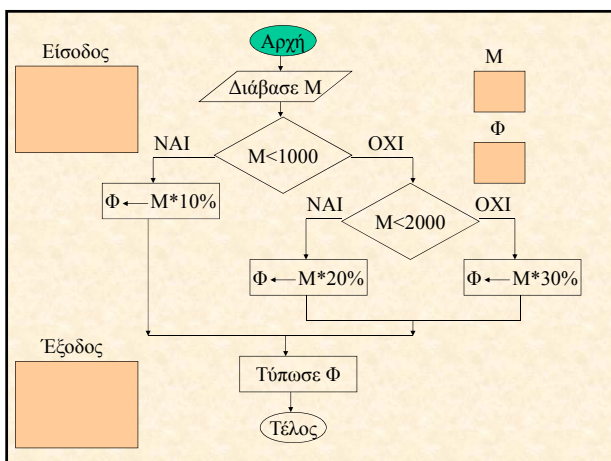 Είσοδος
Αρχή
Διάβασε Μ
Μ
Φ
ΝΑΙ
Μ<1000
ΟΧΙ
Φ ← Μ*10%
ΝΑΙ
Μ<2000
ΟΧΙ
Φ ← Μ*20%
Φ ← Μ*30%
Έξοδος
Τύπωσε Φ
Τέλος